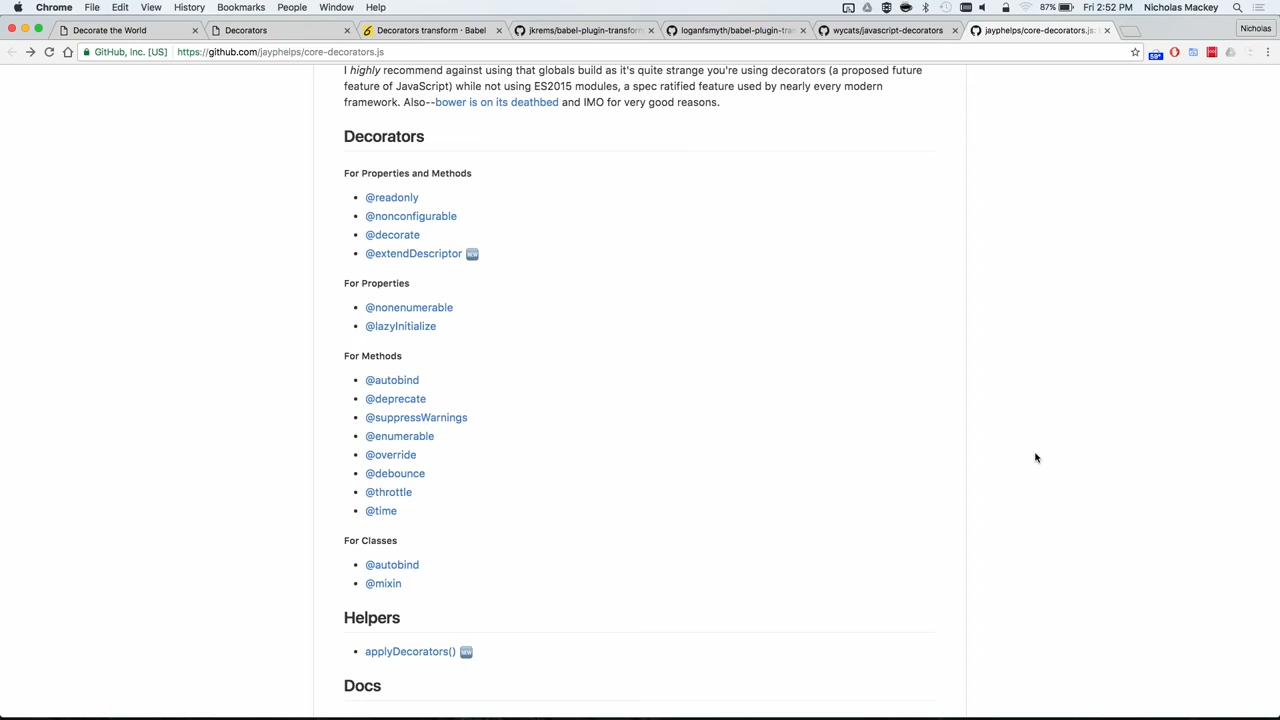 Chrome File Edit View History Bookmarks People Window Help 87% Fri 2:52 PM Nicholas Mackey
Decorate the World
Decorators
Decorators transform · Babel
jkrems/babel-plugin-transfor
loganfsmyth/babel-plugin-tra
wycats/javascript-decorators
jayphelps/core-decorators.js:
Nicholas
GitHub, Inc. [US] https://github.com/jayphelps/core-decorators.js
59°
I highly recommend against using that globals build as it's quite strange you're using decorators (a proposed future
feature of JavaScript) while not using ES2015 modules, a spec ratified feature used by nearly every modern
framework. Also--bower is on its deathbed and IMO for very good reasons.
Decorators
For Properties and Methods
• @readonly
• @nonconfigurable
• @decorate
• @extendDescriptor NEW
For Properties
• @nonenumerable
• @lazyInitialize
For Methods
• @autobind
• @deprecate
• @suppressWarnings
• @enumerable
• @override
• @debounce
• @throttle
• @time
For Classes
• @autobind
• @mixin
Helpers
• applyDecorators() NEW
Docs